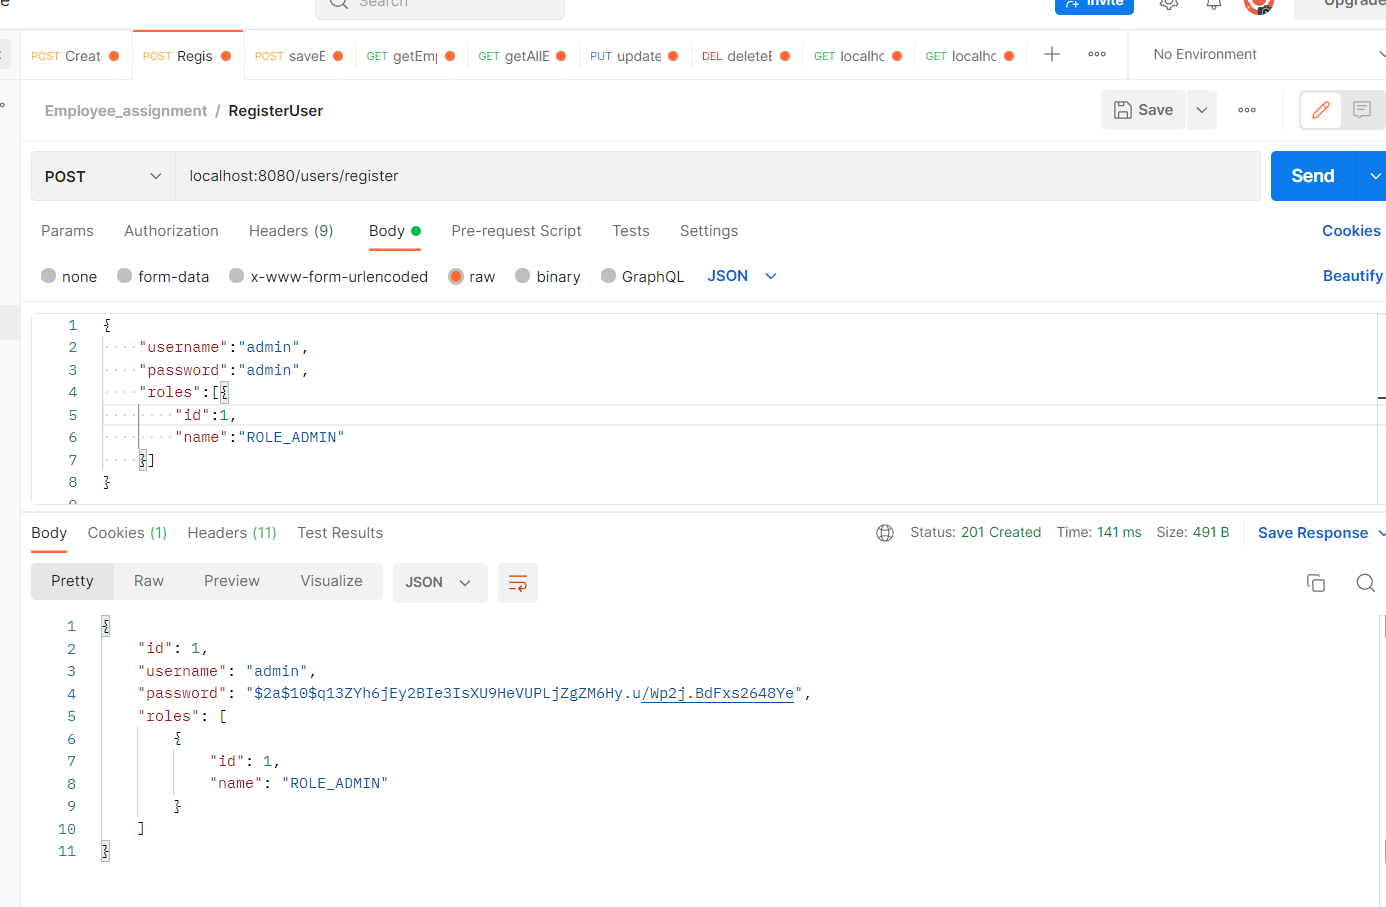 e
Search
Invite
Upgrade
POST Creat
POST Regis
POST saveE
GET getEmp
GET getAllE
PUT update
DEL deleteE
GET localhc
GET localhc
No Environment
Employee_assignment / RegisterUser
Save
POST
localhost:8080/users/register
Send
Params Authorization Headers (9) Body Pre-request Script Tests Settings Cookies
none form-data x-www-form-urlencoded raw binary GraphQL JSON Beautify
1 {
2 "username":"admin",
3 "password":"admin",
4 "roles":[{
5 "id":1,
6 "name":"ROLE_ADMIN"
7 }]
8 }
9
Body Cookies (1) Headers (11) Test Results Status: 201 Created Time: 141 ms Size: 491 B Save Response
Pretty Raw Preview Visualize JSON
1 {
2 "id": 1,
3 "username": "admin",
4 "password": "$2a$10$q13ZYh6jEy2BIe3IsXU9HeVUPLjZgZM6Hy.u/Wp2j.BdFxs2648Ye",
5 "roles": [
6 {
7 "id": 1,
8 "name": "ROLE_ADMIN"
9 }
10 ]
11 }